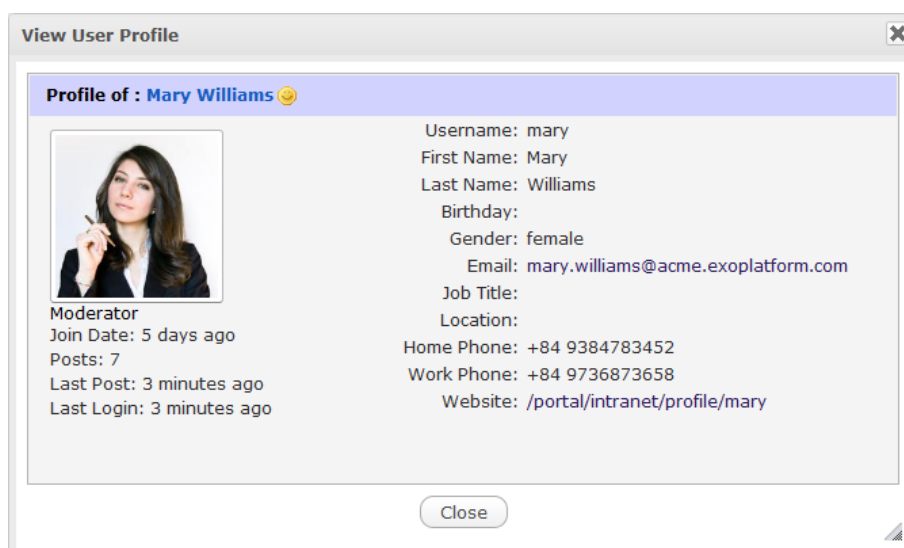 View User Profile
Profile of : Mary Williams
Moderator
Join Date: 5 days ago
Posts: 7
Last Post: 3 minutes ago
Last Login: 3 minutes ago
Username: mary
First Name: Mary
Last Name: Williams
Birthday:
Gender: female
Email: mary.williams@acme.exoplatform.com
Job Title:
Location:
Home Phone: +84 9384783452
Work Phone: +84 9736873658
Website: /portal/intranet/profile/mary
Close